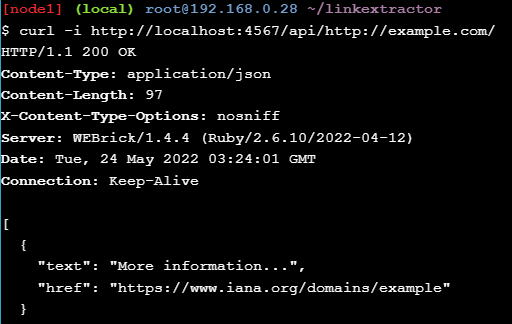 [node1] (local) root@192.168.0.28 ~/linkextractor
$ curl -i http://localhost:4567/api/http://example.com/
HTTP/1.1 200 OK
Content-Type: application/json
Content-Length: 97
X-Content-Type-Options: nosniff
Server: WEBrick/1.4.4 (Ruby/2.6.10/2022-04-12)
Date: Tue, 24 May 2022 03:24:01 GMT
Connection: Keep-Alive

[
  {
    "text": "More information...",
    "href": "https://www.iana.org/domains/example"
  }